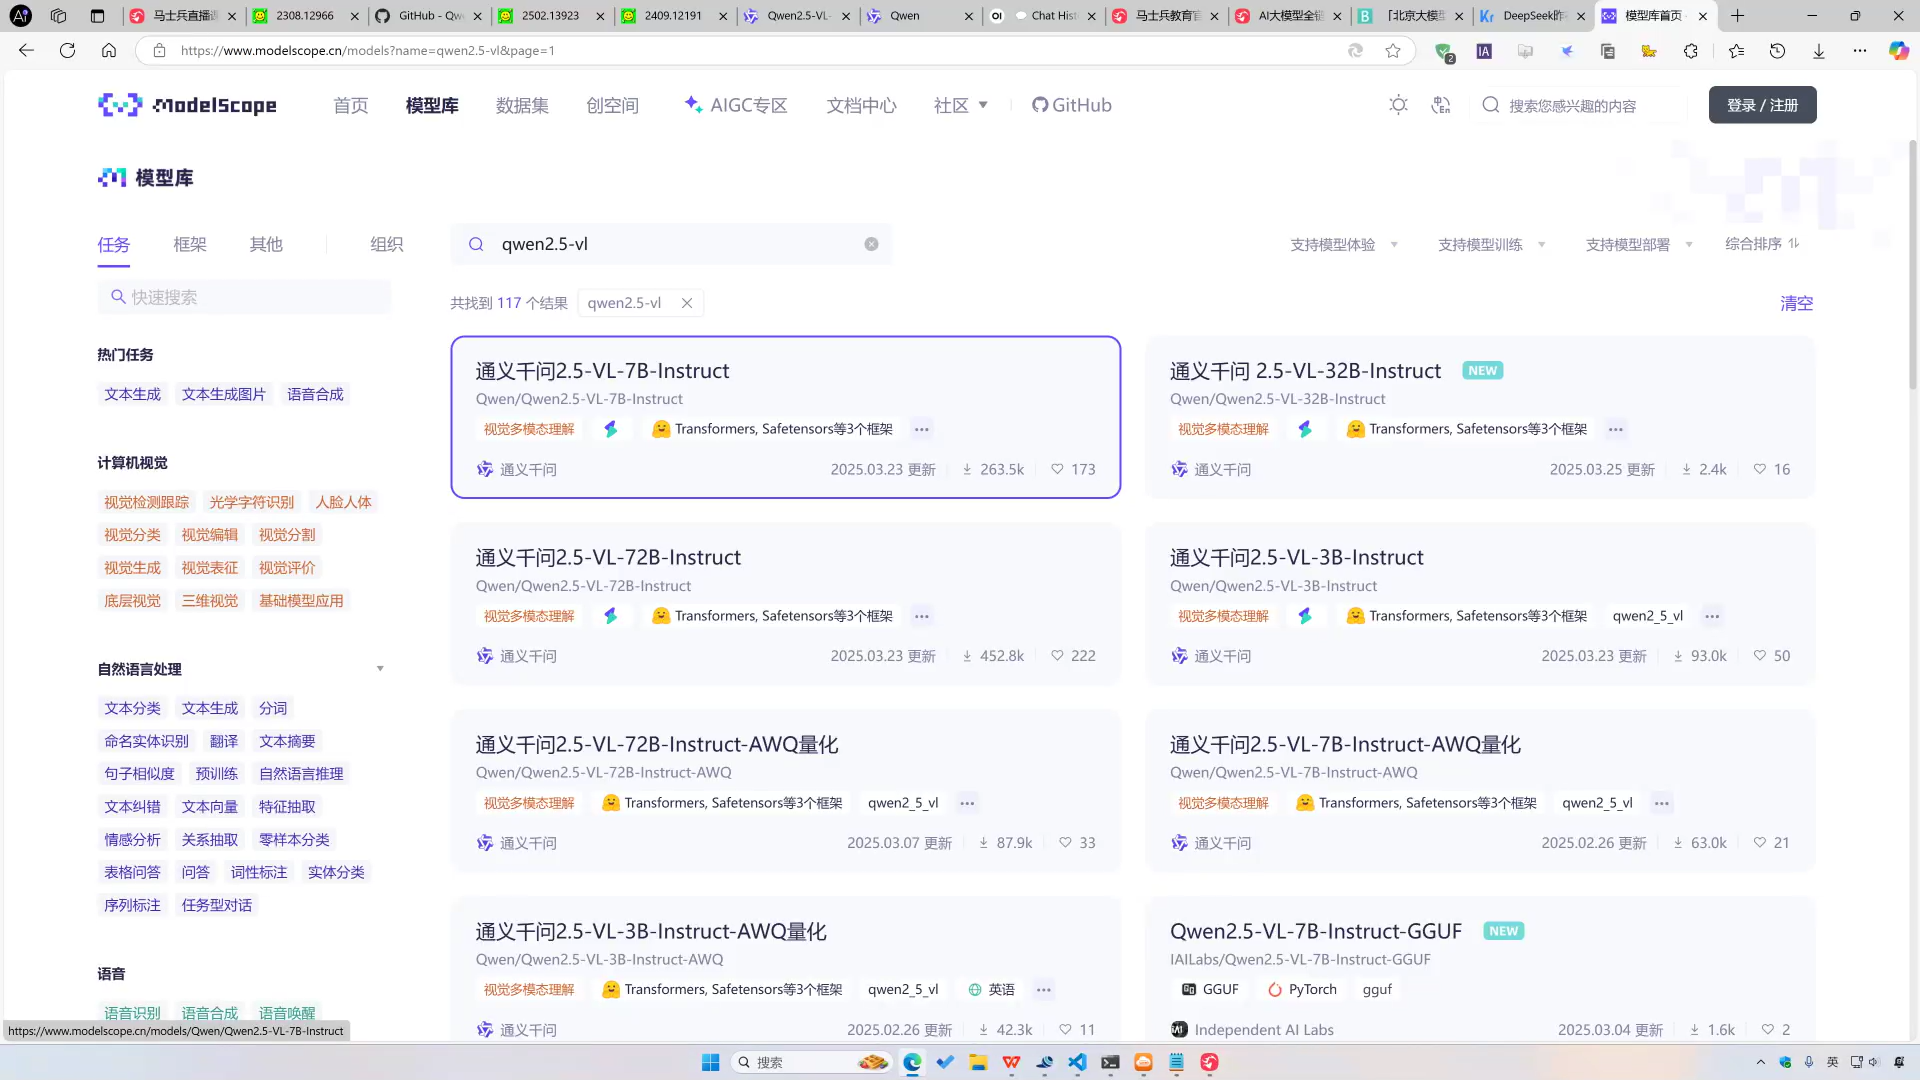 马士兵直播课
2308.12966
GitHub - Qw
2502.13923
2409.12191
Qwen2.5-VL-
Qwen
Chat Hist
马士兵教育官
AI大模型全链
「北京大模型
DeepSeek昨
模型库首页
https://www.modelscope.cn/models?name=qwen2.5-vl&page=1
ModelScope
首页
模型库
数据集
创空间
AIGC专区
文档中心
社区
GitHub
搜索您感兴趣的内容
登录 / 注册
模型库
任务
框架
其他
组织
qwen2.5-vl
支持模型体验
支持模型训练
支持模型部署
综合排序
快速搜索
共找到 117 个结果
qwen2.5-vl
清空
热门任务
文本生成 文本生成图片 语音合成
计算机视觉
视觉检测跟踪 光学字符识别 人脸人体
视觉分类 视觉编辑 视觉分割
视觉生成 视觉表征 视觉评价
底层视觉 三维视觉 基础模型应用
自然语言处理
文本分类 文本生成 分词
命名实体识别 翻译 文本摘要
句子相似度 预训练 自然语言推理
文本纠错 文本向量 特征抽取
情感分析 关系抽取 零样本分类
表格问答 问答 词性标注 实体分类
序列标注 任务型对话
语音
语音识别 语音合成 语音唤醒
通义千问2.5-VL-7B-Instruct
Qwen/Qwen2.5-VL-7B-Instruct
视觉多模态理解 Transformers, Safetensors等3个框架 ···
通义千问 2025.03.23 更新 263.5k 173
通义千问 2.5-VL-32B-Instruct NEW
Qwen/Qwen2.5-VL-32B-Instruct
视觉多模态理解 Transformers, Safetensors等3个框架 ···
通义千问 2025.03.25 更新 2.4k 16
通义千问2.5-VL-72B-Instruct
Qwen/Qwen2.5-VL-72B-Instruct
视觉多模态理解 Transformers, Safetensors等3个框架 ···
通义千问 2025.03.23 更新 452.8k 222
通义千问2.5-VL-3B-Instruct
Qwen/Qwen2.5-VL-3B-Instruct
视觉多模态理解 Transformers, Safetensors等3个框架 qwen2_5_vl ···
通义千问 2025.03.23 更新 93.0k 50
通义千问2.5-VL-72B-Instruct-AWQ量化
Qwen/Qwen2.5-VL-72B-Instruct-AWQ
视觉多模态理解 Transformers, Safetensors等3个框架 qwen2_5_vl ···
通义千问 2025.03.07 更新 87.9k 33
通义千问2.5-VL-7B-Instruct-AWQ量化
Qwen/Qwen2.5-VL-7B-Instruct-AWQ
视觉多模态理解 Transformers, Safetensors等3个框架 qwen2_5_vl ···
通义千问 2025.02.26 更新 63.0k 21
通义千问2.5-VL-3B-Instruct-AWQ量化
Qwen/Qwen2.5-VL-3B-Instruct-AWQ
视觉多模态理解 Transformers, Safetensors等3个框架 qwen2_5_vl 英语 ···
通义千问 2025.02.26 更新 42.3k 11
Qwen2.5-VL-7B-Instruct-GGUF NEW
IAILabs/Qwen2.5-VL-7B-Instruct-GGUF
GGUF PyTorch gguf
Independent AI Labs 2025.03.04 更新 1.6k 2
https://www.modelscope.cn/models/Qwen/Qwen2.5-VL-7B-Instruct
搜索
英